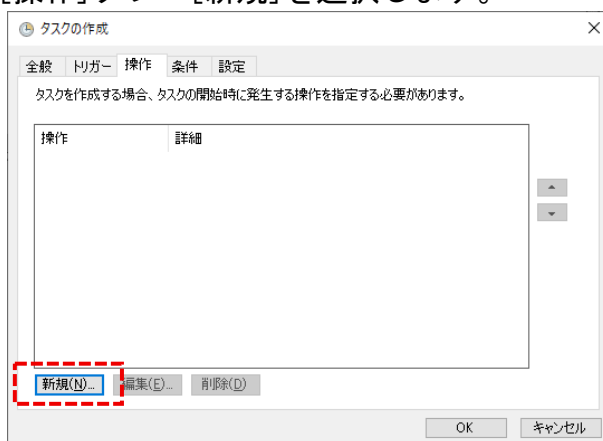 [操作]タブの[新規]を選択します。
タスクの作成
全般 トリガー 操作 条件 設定
タスクを作成する場合、タスクの開始時に発生する操作を指定する必要があります。
操作 詳細
新規(N)... 編集(E)... 削除(D)
OK キャンセル